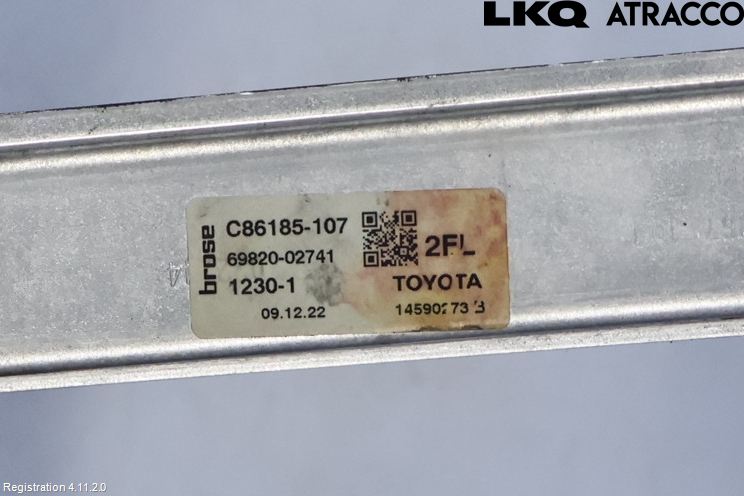 LKQ ATRACCO
brose
C86185-107
69820-02741
1230-1
09.12.22
2FL
TOYOTA
Registration 4.11.2.0